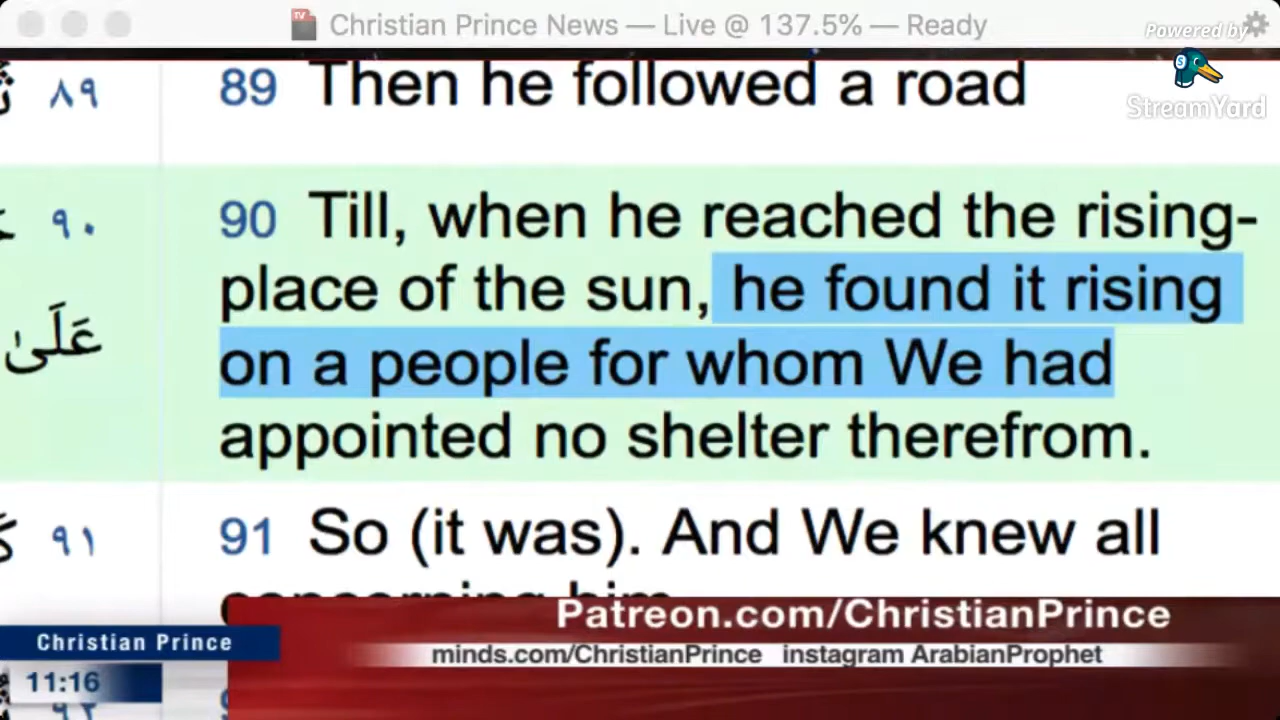 Christian Prince News — Live @ 137.5% — Ready
Powered by
StreamYard
٨٩ 89 Then he followed a road
٩٠ 90 Till, when he reached the rising-
place of the sun, he found it rising
عَلَىٰ on a people for whom We had
appointed no shelter therefrom.
٩١ 91 So (it was). And We knew all
concerning him
Patreon.com/ChristianPrince
Christian Prince
minds.com/ChristianPrince instagram ArabianProphet
11:16
٩٢